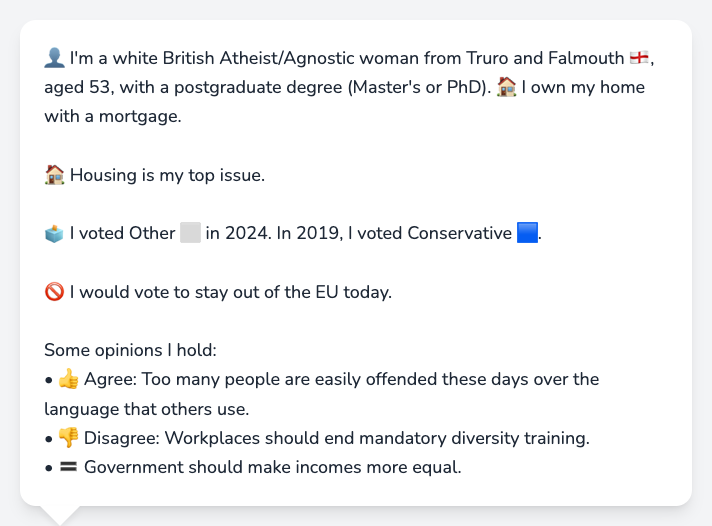 👤 I'm a white British Atheist/Agnostic woman from Truro and Falmouth 🏴󠁧󠁢󠁥󠁮󠁧󠁿,
aged 53, with a postgraduate degree (Master's or PhD). 🏠 I own my home
with a mortgage.
🏠 Housing is my top issue.
🗳️ I voted Other ⬜ in 2024. In 2019, I voted Conservative 🟦.
🚫 I would vote to stay out of the EU today.
Some opinions I hold:
• 👍 Agree: Too many people are easily offended these days over the
language that others use.
• 👎 Disagree: Workplaces should end mandatory diversity training.
• 🟰 Government should make incomes more equal.